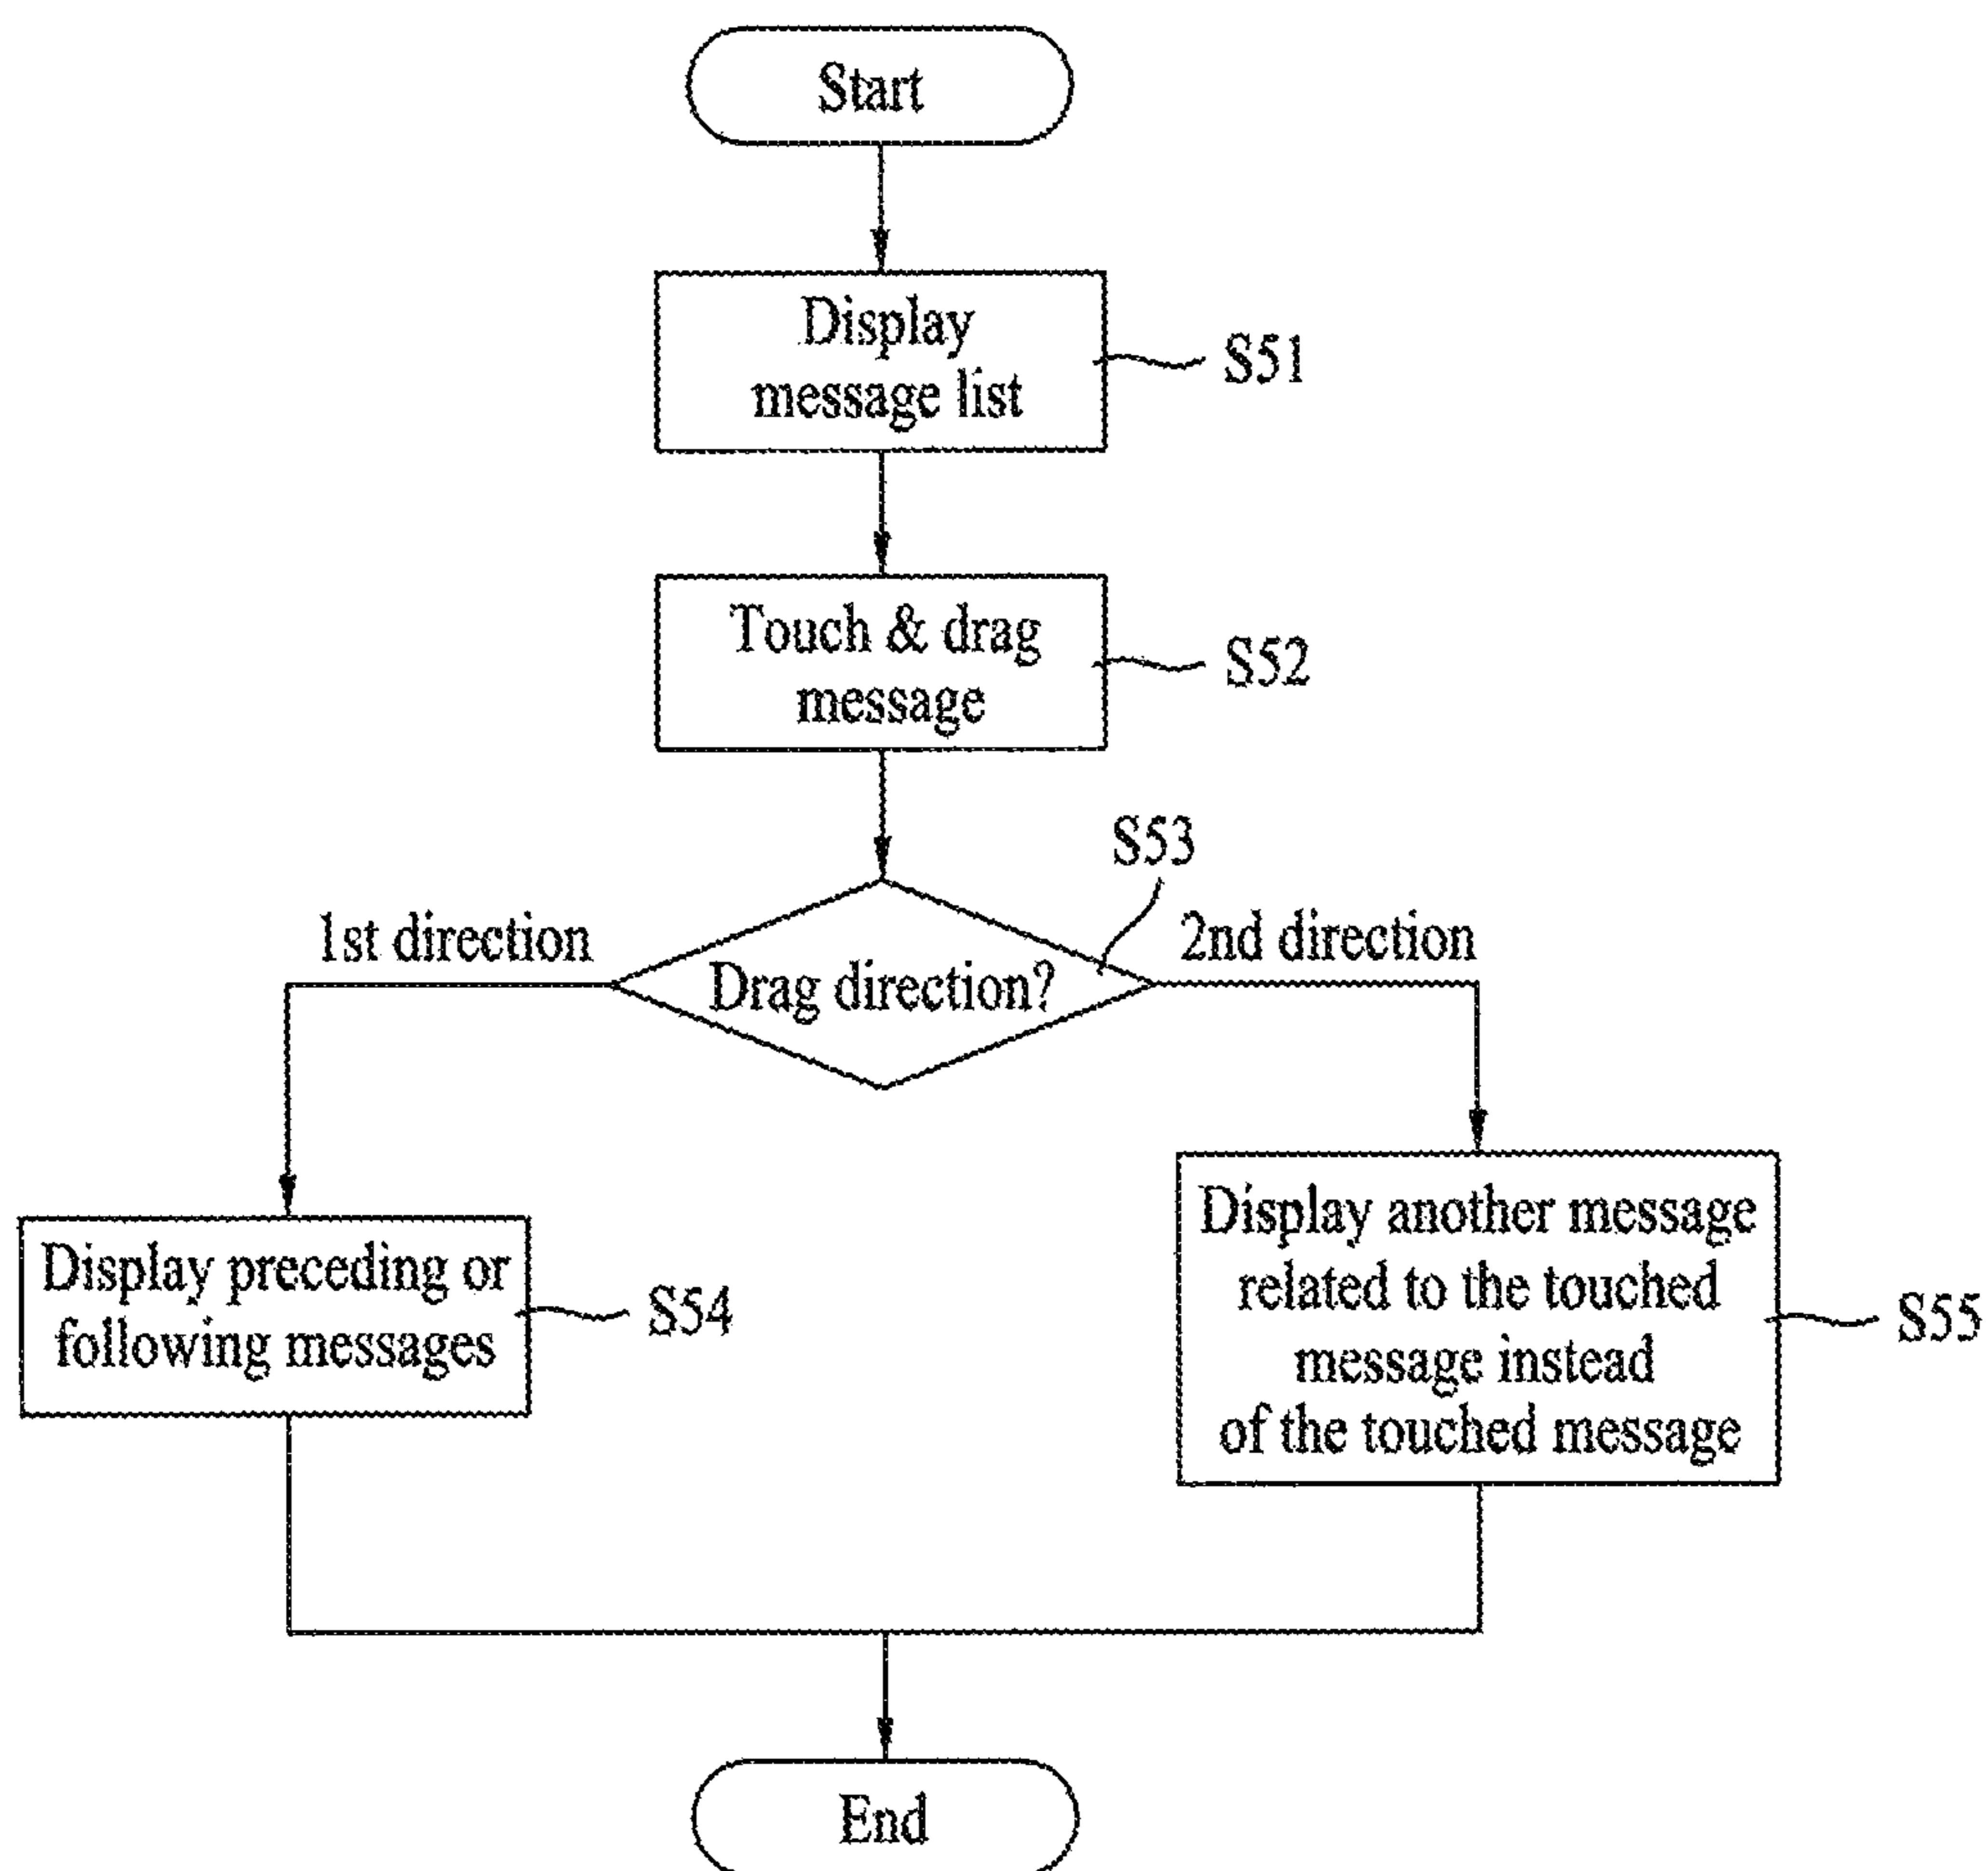 Start
Display
message list
S51
Touch & drag
message
S52
S53
1st direction
Drag direction?
2nd direction
Display preceding or
following messages
S54
Display another message
related to the touched
message instead
of the touched message
S55
End